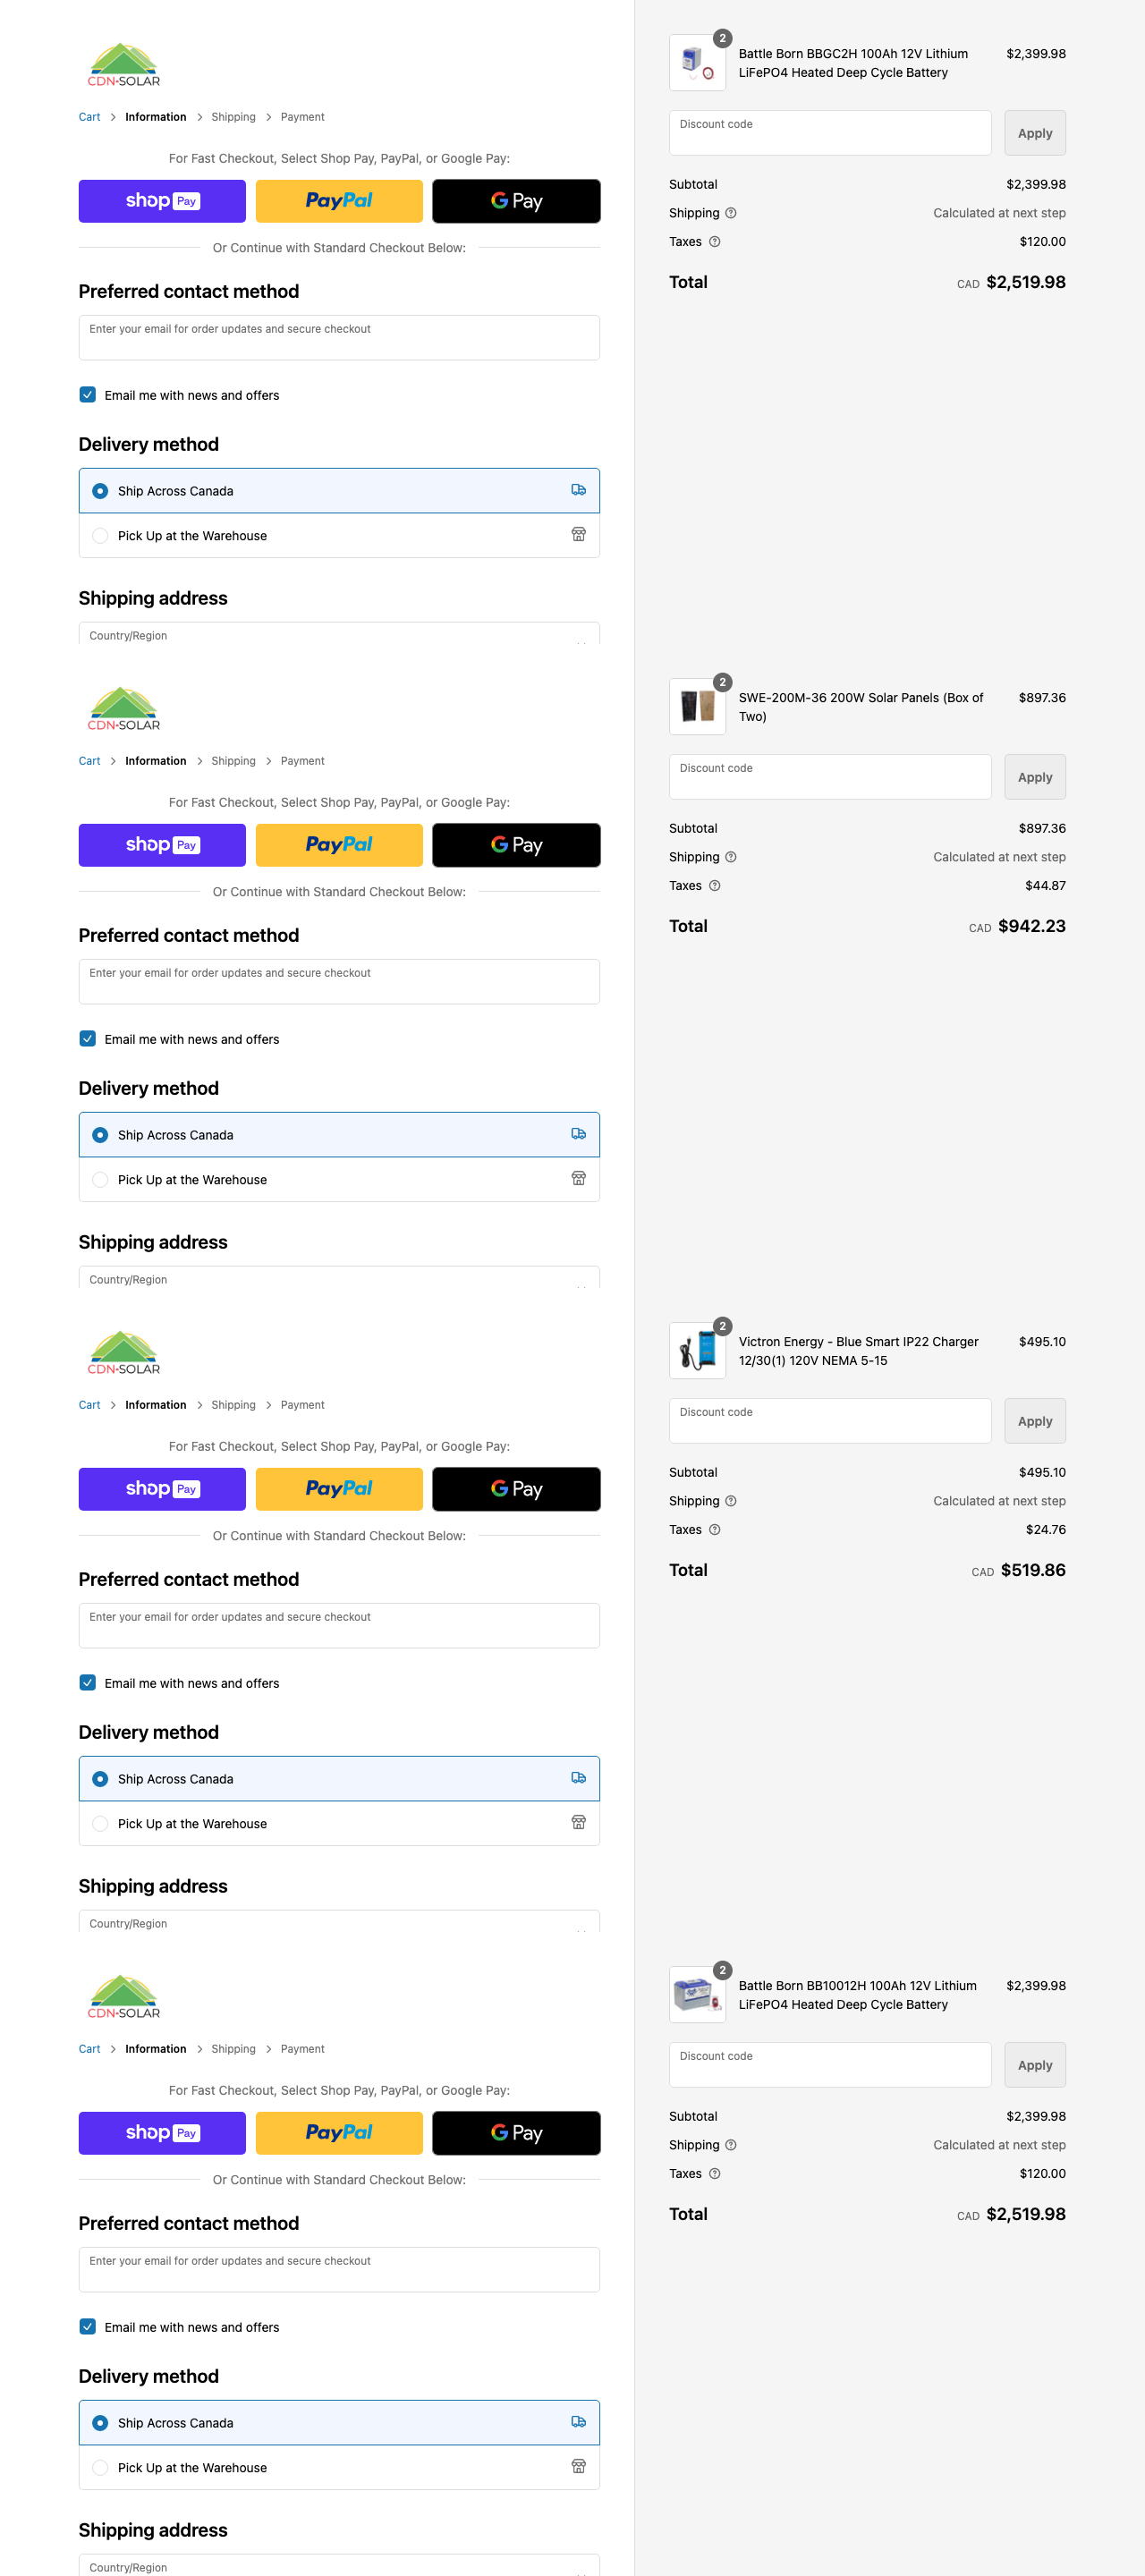 CDN•SOLAR
Cart > Information > Shipping > Payment
For Fast Checkout, Select Shop Pay, PayPal, or Google Pay:
shop Pay
PayPal
G Pay
Or Continue with Standard Checkout Below:
Preferred contact method
Enter your email for order updates and secure checkout
Email me with news and offers
Delivery method
Ship Across Canada
Pick Up at the Warehouse
Shipping address
Country/Region
2
Battle Born BBGC2H 100Ah 12V Lithium
LiFePO4 Heated Deep Cycle Battery
$2,399.98
Discount code
Apply
Subtotal $2,399.98
Shipping Calculated at next step
Taxes $120.00
Total CAD $2,519.98
CDN•SOLAR
Cart > Information > Shipping > Payment
For Fast Checkout, Select Shop Pay, PayPal, or Google Pay:
shop Pay
PayPal
G Pay
Or Continue with Standard Checkout Below:
Preferred contact method
Enter your email for order updates and secure checkout
Email me with news and offers
Delivery method
Ship Across Canada
Pick Up at the Warehouse
Shipping address
Country/Region
2
SWE-200M-36 200W Solar Panels (Box of
Two)
$897.36
Discount code
Apply
Subtotal $897.36
Shipping Calculated at next step
Taxes $44.87
Total CAD $942.23
CDN•SOLAR
Cart > Information > Shipping > Payment
For Fast Checkout, Select Shop Pay, PayPal, or Google Pay:
shop Pay
PayPal
G Pay
Or Continue with Standard Checkout Below:
Preferred contact method
Enter your email for order updates and secure checkout
Email me with news and offers
Delivery method
Ship Across Canada
Pick Up at the Warehouse
Shipping address
Country/Region
2
Victron Energy - Blue Smart IP22 Charger
12/30(1) 120V NEMA 5-15
$495.10
Discount code
Apply
Subtotal $495.10
Shipping Calculated at next step
Taxes $24.76
Total CAD $519.86
CDN•SOLAR
Cart > Information > Shipping > Payment
For Fast Checkout, Select Shop Pay, PayPal, or Google Pay:
shop Pay
PayPal
G Pay
Or Continue with Standard Checkout Below:
Preferred contact method
Enter your email for order updates and secure checkout
Email me with news and offers
Delivery method
Ship Across Canada
Pick Up at the Warehouse
Shipping address
Country/Region
2
Battle Born BB10012H 100Ah 12V Lithium
LiFePO4 Heated Deep Cycle Battery
$2,399.98
Discount code
Apply
Subtotal $2,399.98
Shipping Calculated at next step
Taxes $120.00
Total CAD $2,519.98